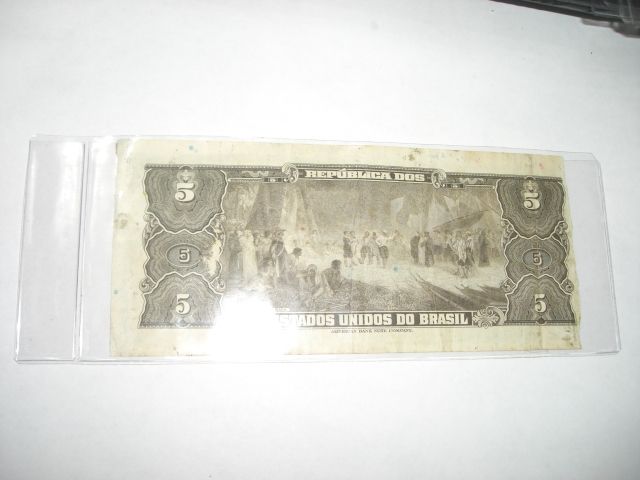 5 REPÚBLICA DOS 5
5 5
5 ESTADOS UNIDOS DO BRASIL 5
AMERICAN BANK NOTE COMPANY.